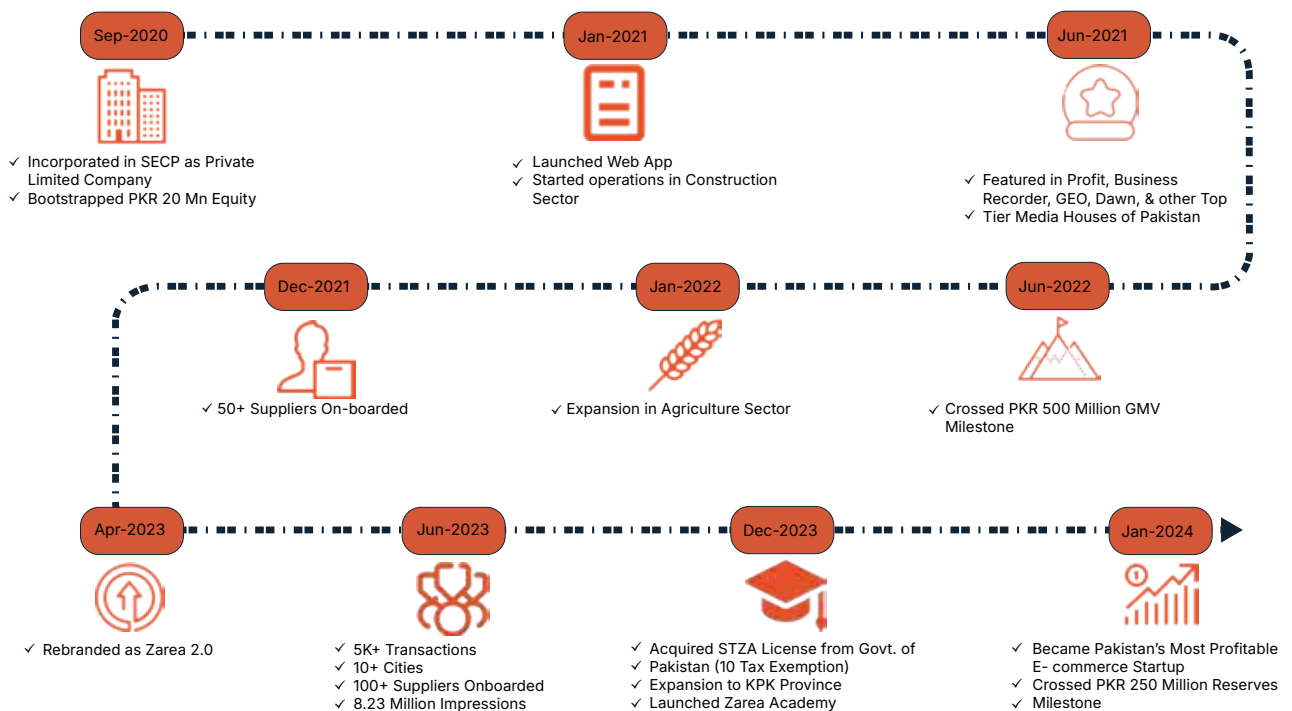 Sep-2020
Jan-2021
Jun-2021
✓ Incorporated in SECP as Private
Limited Company
✓ Bootstrapped PKR 20 Mn Equity
✓ Launched Web App
✓ Started operations in Construction
Sector
✓ Featured in Profit, Business
Recorder, GEO, Dawn, & other Top
✓ Tier Media Houses of Pakistan
Dec-2021
Jan-2022
Jun-2022
✓ 50+ Suppliers On-boarded
✓ Expansion in Agriculture Sector
✓ Crossed PKR 500 Million GMV
Milestone
Apr-2023
Jun-2023
Dec-2023
Jan-2024
✓ Rebranded as Zarea 2.0
✓ 5K+ Transactions
✓ 10+ Cities
✓ 100+ Suppliers Onboarded
✓ 8.23 Million Impressions
✓ Acquired STZA License from Govt. of
✓ Pakistan (10 Tax Exemption)
✓ Expansion to KPK Province
✓ Launched Zarea Academy
1
✓ Became Pakistan's Most Profitable
E- commerce Startup
✓ Crossed PKR 250 Million Reserves
✓ Milestone